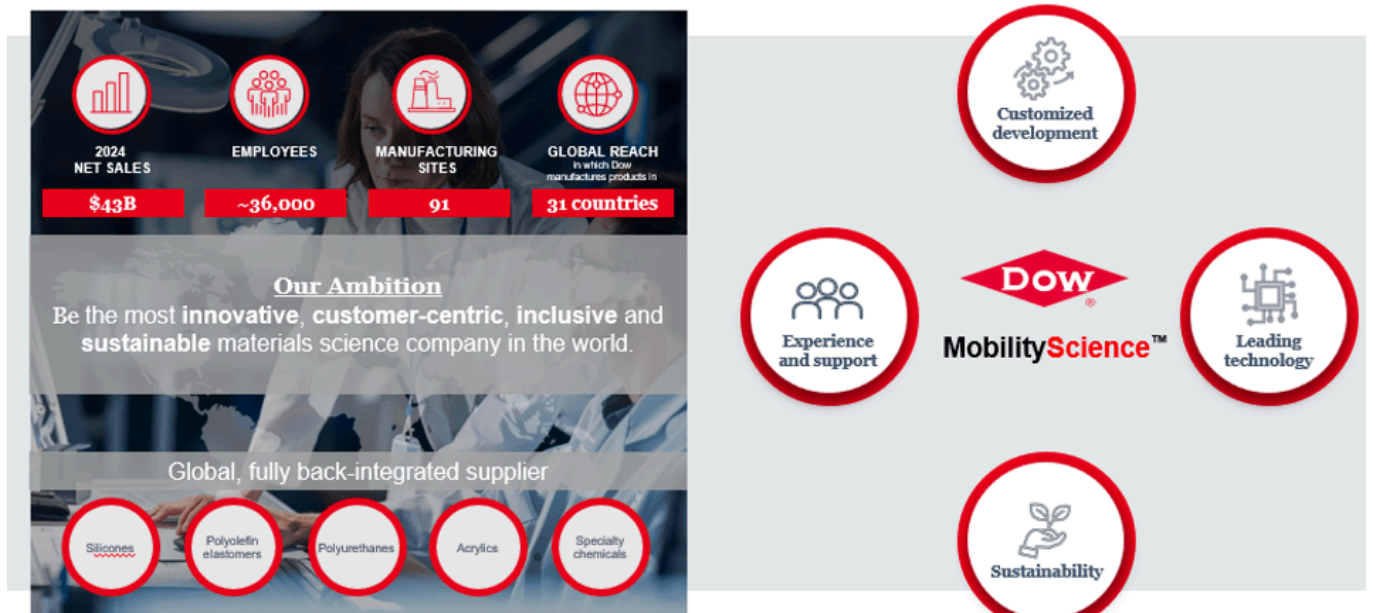 2024
NET SALES
$43B
EMPLOYEES
~36,000
MANUFACTURING
SITES
91
GLOBAL REACH
in which Dow
manufactures products in
31 countries
Our Ambition
Be the most innovative, customer-centric, inclusive and
sustainable materials science company in the world.
Global, fully back-integrated supplier
Silicones
Polyolefin
elastomers
Polyurethanes
Acrylics
Specialty
chemicals
Customized
development
Experience
and support
DOW
®
MobilityScience™
Leading
technology
Sustainability